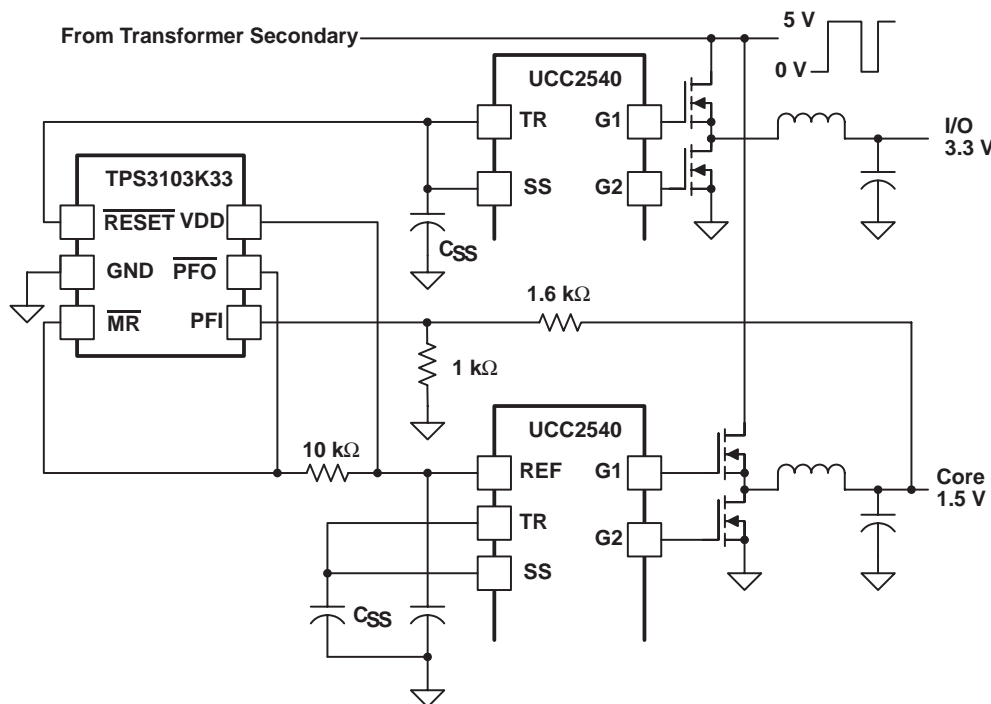 From Transformer Secondary
5 V
0 V
UCC2540
TR
G1
SS
G2
I/O
3.3 V
TPS3103K33
RESET
VDD
GND
PFO
MR
PFI
CSS
1.6 kΩ
1 kΩ
UCC2540
10 kΩ
REF
G1
TR
G2
SS
Core
1.5 V
CSS